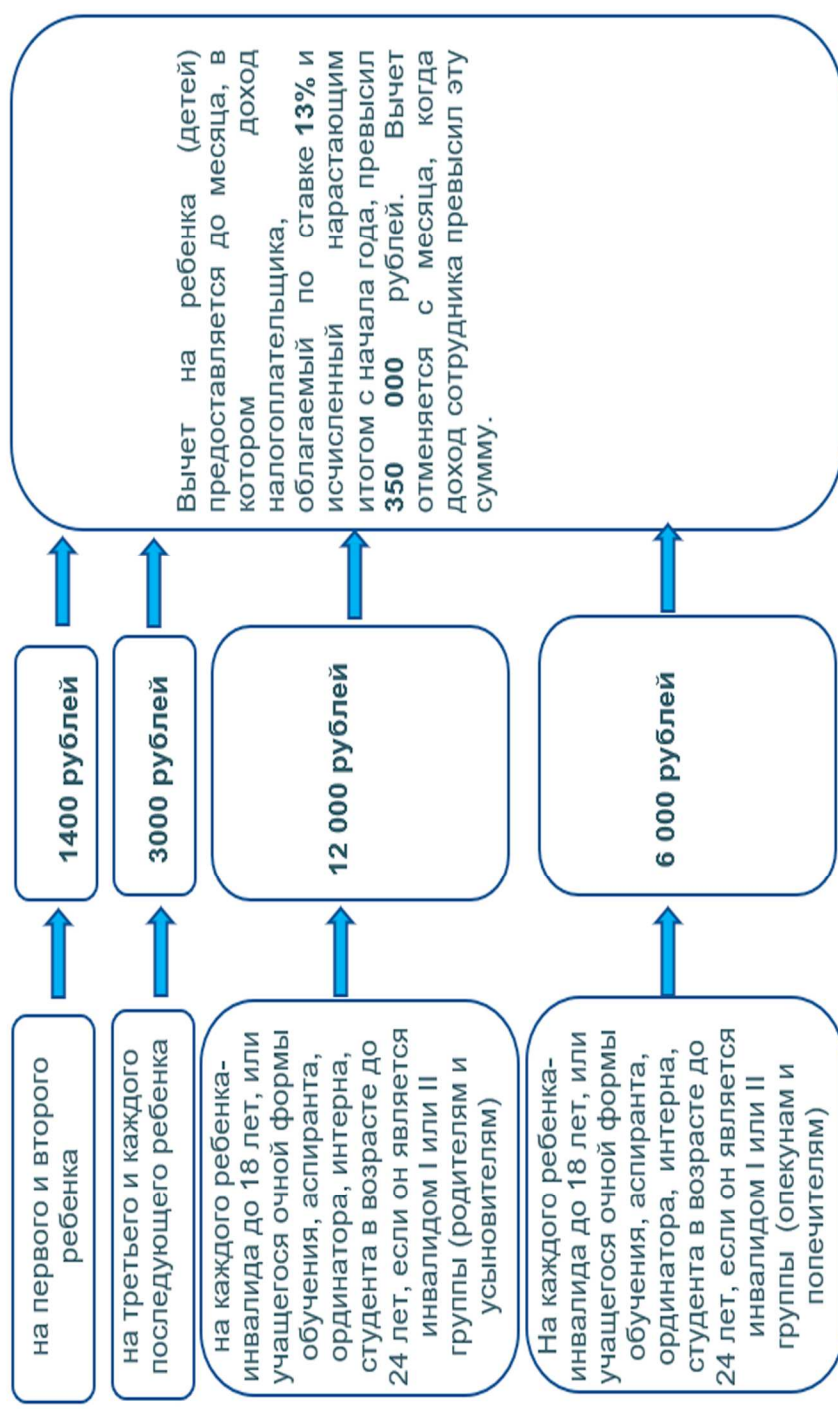 на первого и второго
ребенка
1400 рублей
на третьего и каждого
последующего ребенка
3000 рублей
на каждого ребенка-
инвалида до 18 лет, или
учащегося очной формы
обучения, аспиранта,
ординатора, интерна,
студента в возрасте до
24 лет, если он является
инвалидом I или II
группы (родителям и
усыновителям)
12 000 рублей
На каждого ребенка-
инвалида до 18 лет, или
учащегося очной формы
обучения, аспиранта,
ординатора, интерна,
студента в возрасте до
24 лет, если он является
инвалидом I или II
группы (опекунам и
попечителям)
6 000 рублей
Вычет на ребенка (детей)
предоставляется до месяца, в
котором доход
налогоплательщика,
облагаемый по ставке 13% и
исчисленный нарастающим
итогом с начала года, превысил
350 000 рублей. Вычет
отменяется с месяца, когда
доход сотрудника превысил эту
сумму.